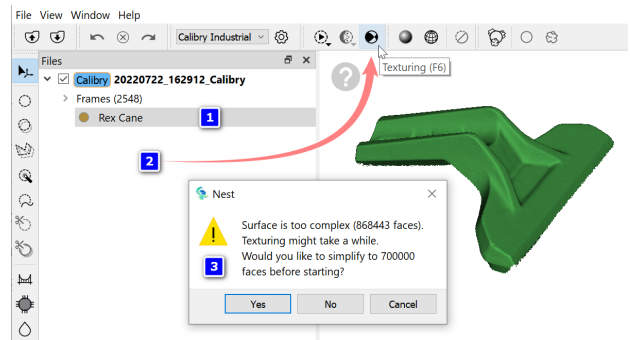 File View Window Help
Calibry Industrial
Files
Texturing (F6)
?
Calibry 20220722_162912_Calibry
Frames (2548)
Rex Cane
1
2
Nest
Surface is too complex (868443 faces).
Texturing might take a while.
Would you like to simplify to 700000
faces before starting?
!
3
Yes No Cancel